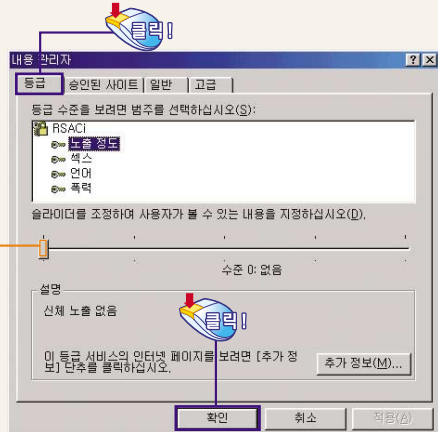 클릭!
내용 관리자
등급 승인된 사이트 일반 고급
등급 수준을 보려면 범주를 선택하십시오(S):
RSACi
노출 정도
섹스
언어
폭력
슬라이더를 조정하여 사용자가 볼 수 있는 내용을 지정하십시오(D).
수준 0: 없음
설명
신체 노출 없음
클릭!
이 등급 서비스의 인터넷 페이지를 보려면 [추가 정
보] 단추를 클릭하십시오.
추가 정보(M)...
확인 취소 적용(A)